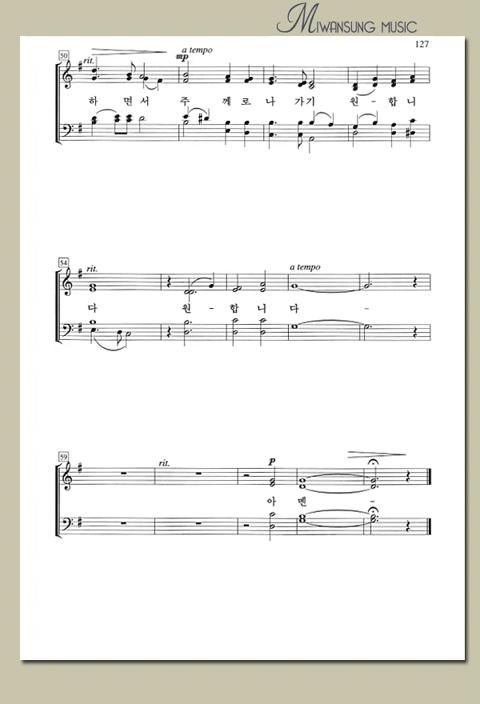 MIWANSUNG MUSIC
127
50
rit.
a tempo
mp
하 면 서 주 께 로 나 가 기 원 - 합 니
54
rit.
a tempo
다 원 - 합 니 다 -
59
rit.
p
아 멘 -